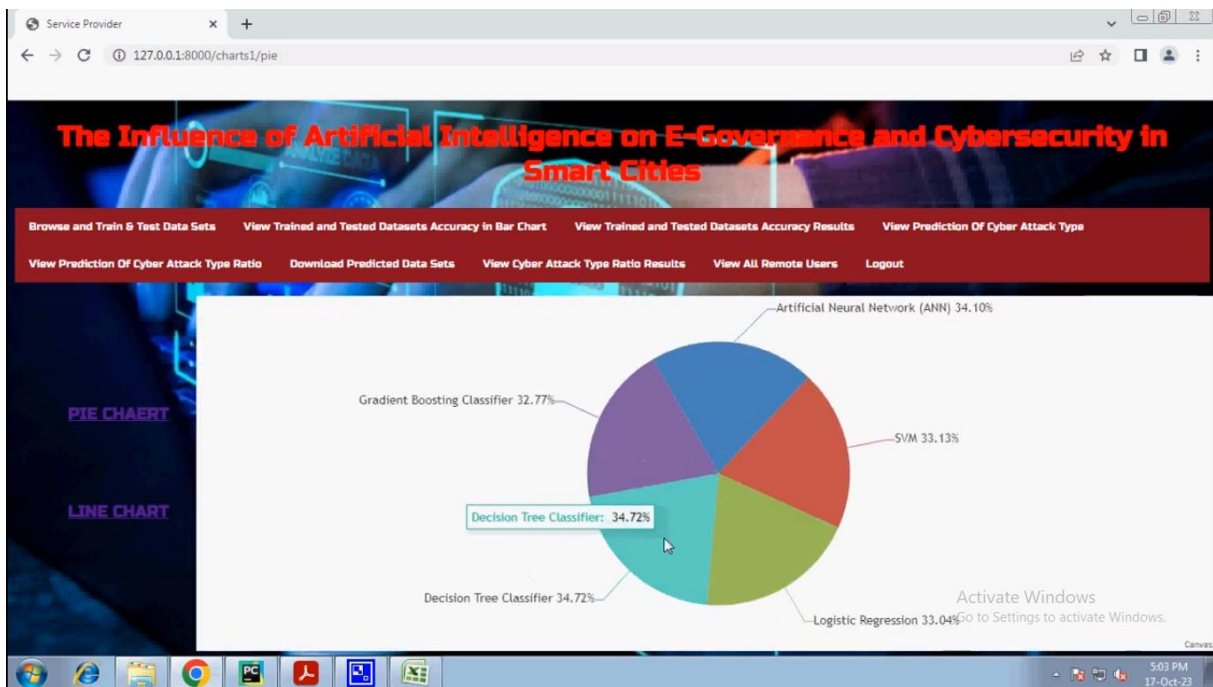 Service Provider
127.0.0.1:8000/charts1/pie
The Influence of Artificial Intelligence on E-Governance and Cybersecurity in
Smart Cities
Browse and Train & Test Data Sets View Trained and Tested Datasets Accuracy in Bar Chart View Trained and Tested Datasets Accuracy Results View Prediction Of Cyber Attack Type
View Prediction Of Cyber Attack Type Ratio Download Predicted Data Sets View Cyber Attack Type Ratio Results View All Remote Users Logout
Artificial Neural Network (ANN) 34.10%
Gradient Boosting Classifier 32.77%
PIE CHAERT
SVM 33.13%
LINE CHART
Decision Tree Classifier: 34.72%
Decision Tree Classifier 34.72%
Logistic Regression 33.04%
Activate Windows
Go to Settings to activate Windows.
Canvas
PC
5:03 PM
17-Oct-23